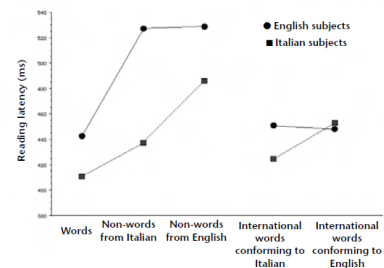 540
English subjects
Italian subjects
520
500
480
460
440
420
400
380
Reading latency (ms)
Words
Non-words
from Italian
Non-words
from English
International
words
conforming to
Italian
International
words
conforming to
English